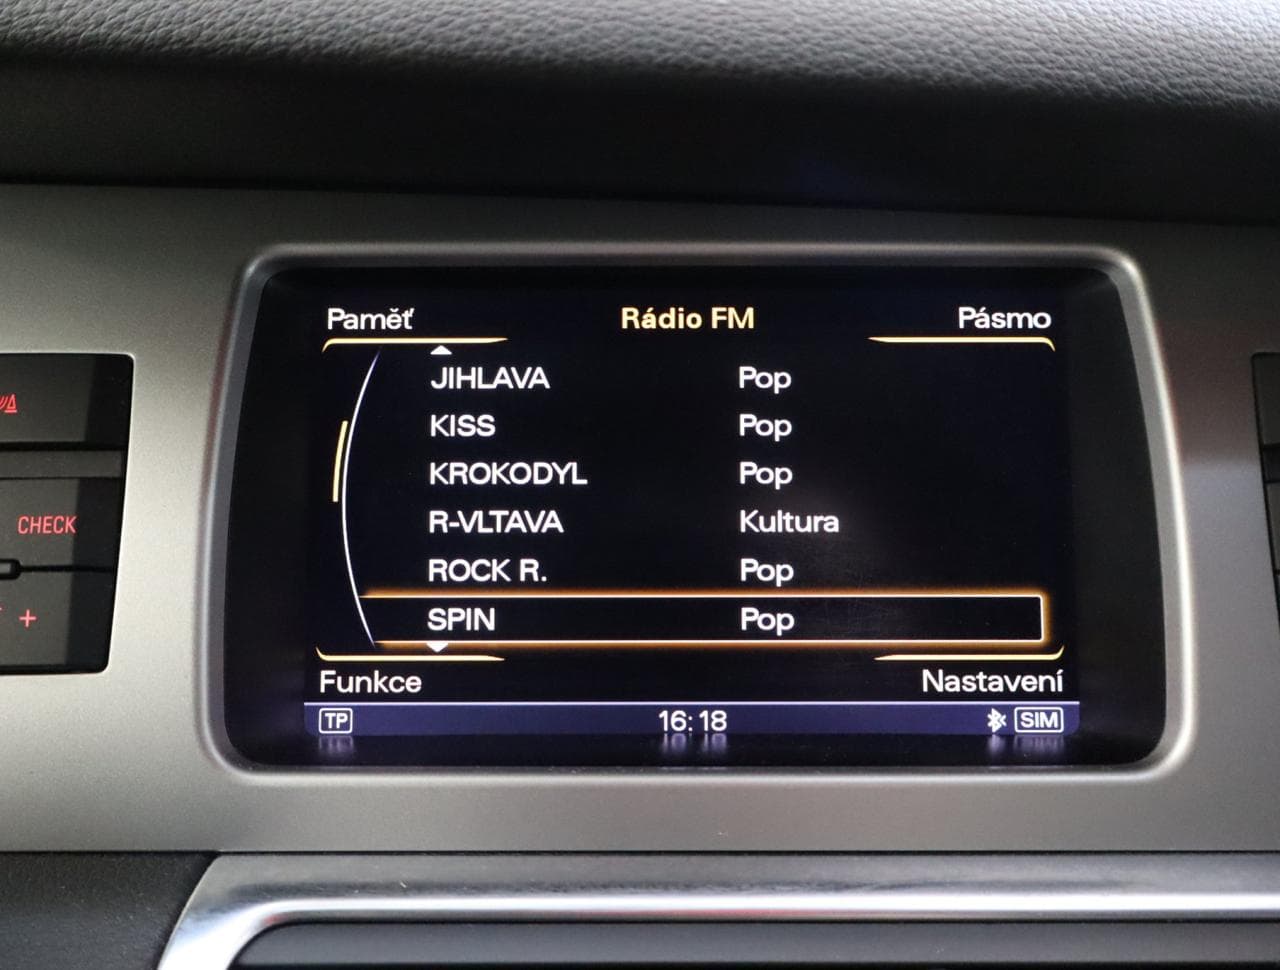 Paměť Rádio FM Pásmo
JIHLAVA Pop
KISS Pop
KROKODYL Pop
R-VLTAVA Kultura
ROCK R. Pop
SPIN Pop
Funkce Nastavení
TP 16:18 SIM
CHECK
+